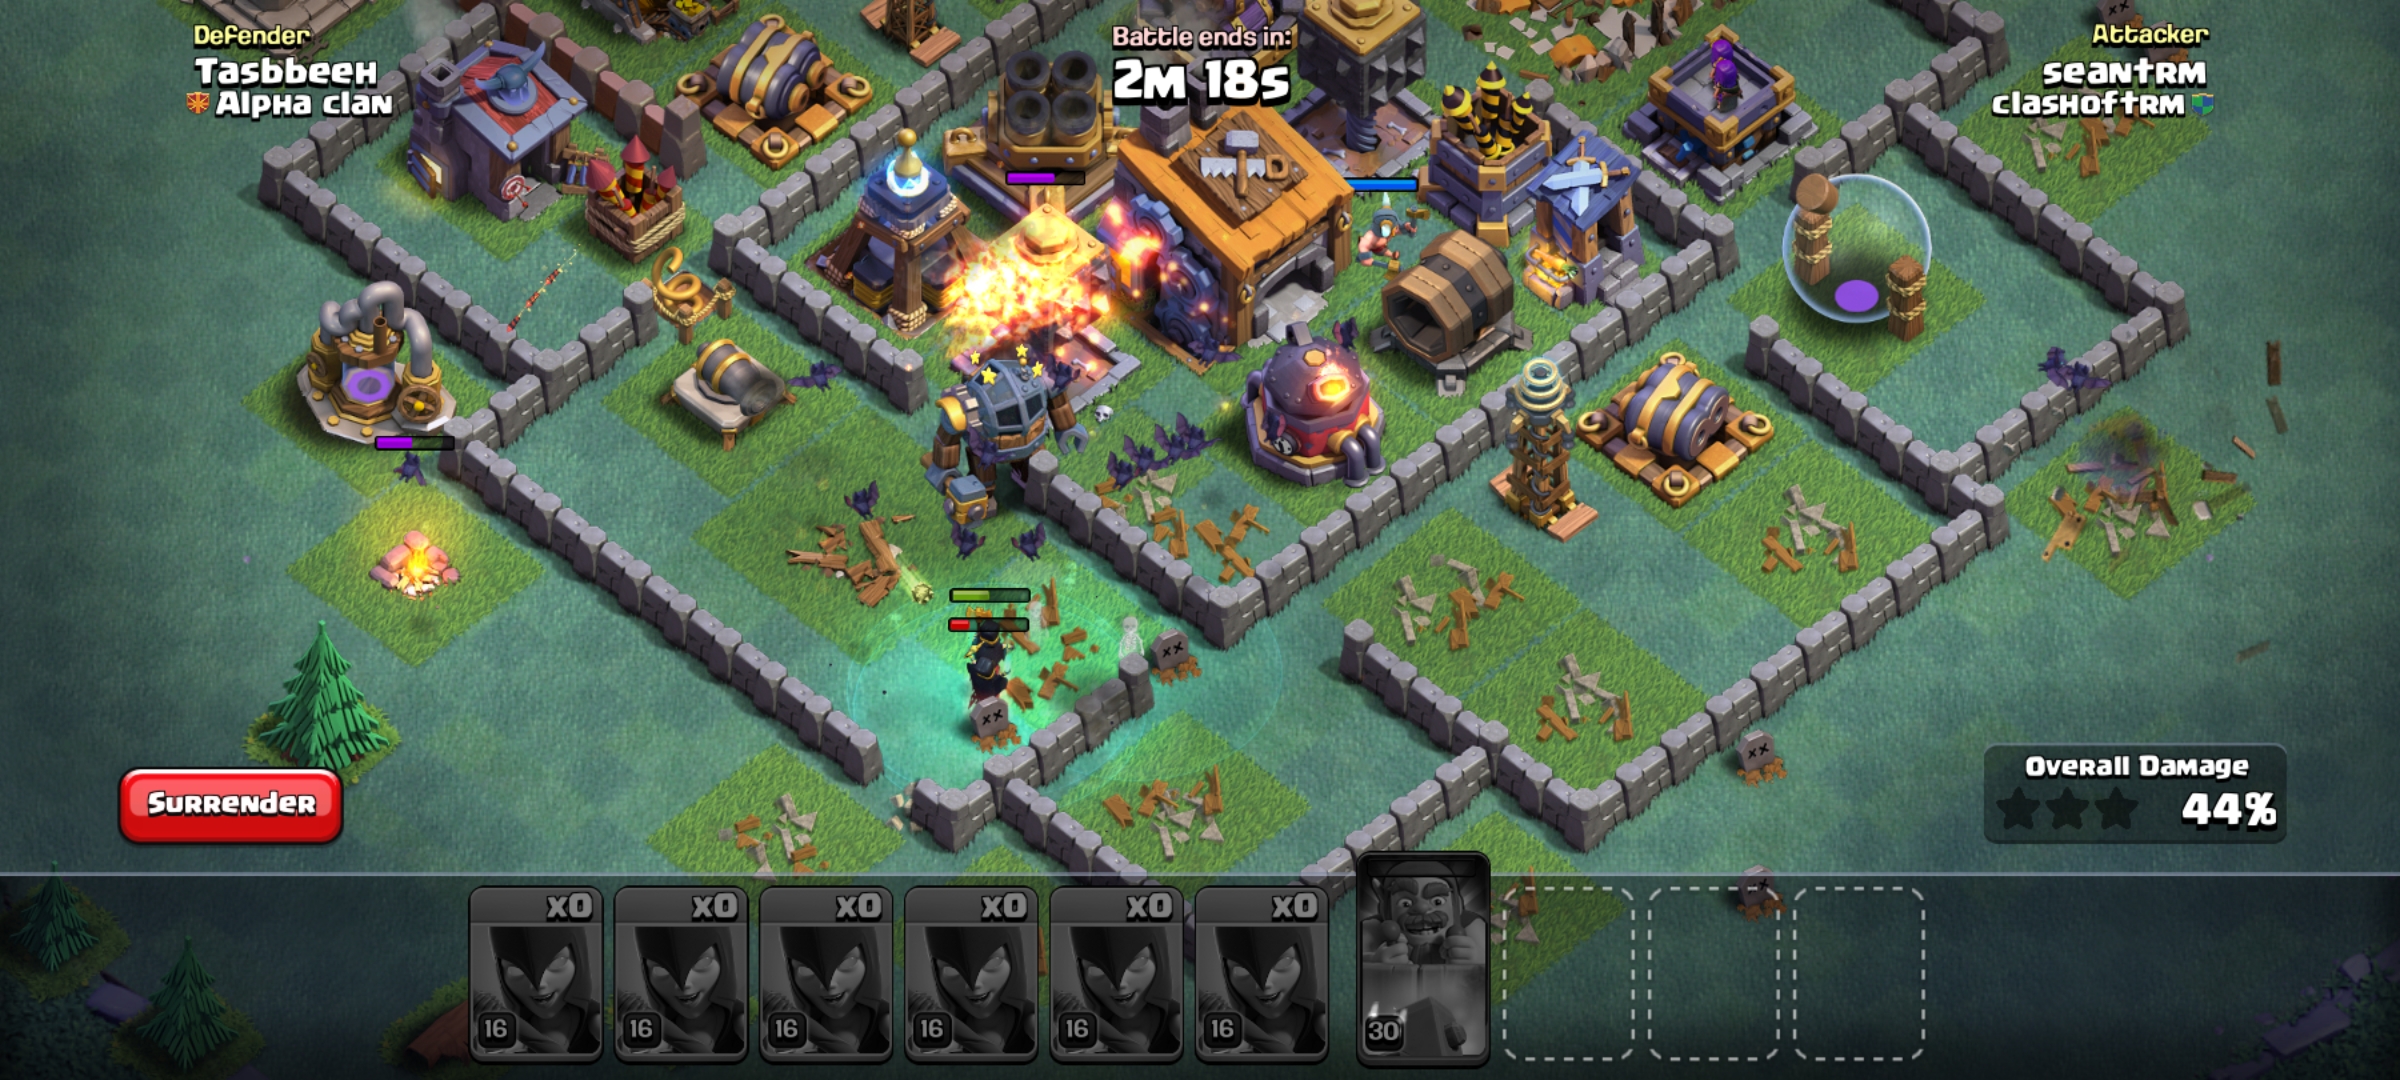 Defender
Tasbbeeh
Alpha clan
Battle ends in:
2M 18s
Attacker
seantRM
clashoftRM
Surrender
Overall Damage
44%
x0
x0
x0
x0
x0
x0
16
16
16
16
16
16
30